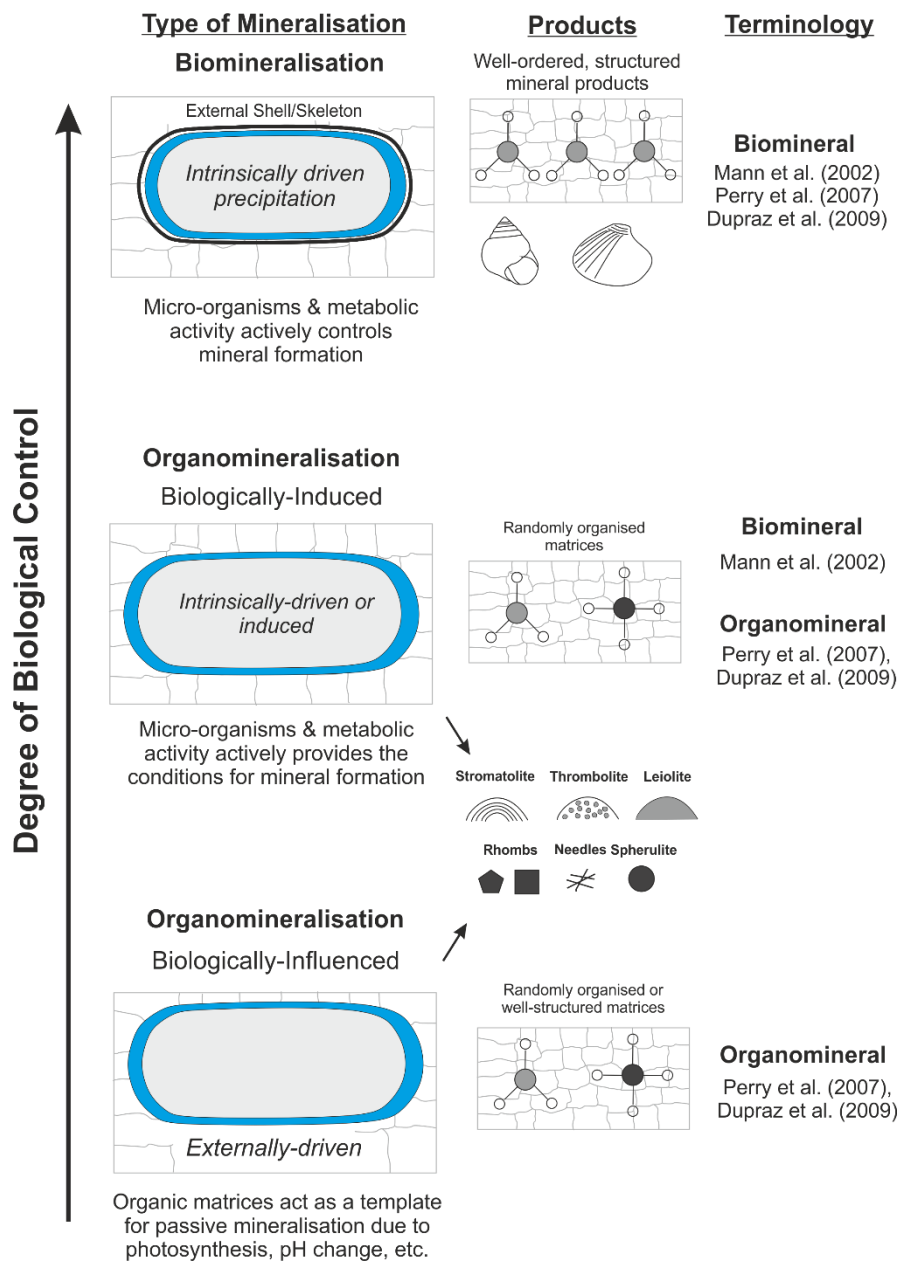 Type of Mineralisation
Products
Terminology
Biomineralisation
External Shell/Skeleton
Intrinsically driven
precipitation
Micro-organisms & metabolic
activity actively controls
mineral formation
Well-ordered, structured
mineral products
Biomineral
Mann et al. (2002)
Perry et al. (2007)
Dupraz et al. (2009)
Degree of Biological Control
Organomineralisation
Biologically-Induced
Intrinsically-driven or
induced
Micro-organisms & metabolic
activity actively provides the
conditions for mineral formation
Randomly organised
matrices
Biomineral
Mann et al. (2002)
Organomineral
Perry et al. (2007),
Dupraz et al. (2009)
Stromatolite
Thrombolite
Leiolite
Rhombs
Needles
Spherulite
Organomineralisation
Biologically-Influenced
Externally-driven
Organic matrices act as a template
for passive mineralisation due to
photosynthesis, pH change, etc.
Randomly organised or
well-structured matrices
Organomineral
Perry et al. (2007),
Dupraz et al. (2009)